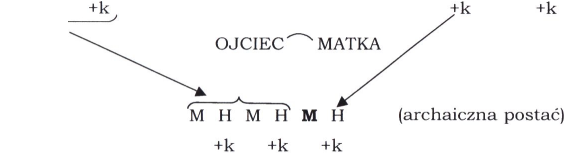 +k +k +k
OJCIEC MATKA
M H M H M H (archaiczna postać)
+k +k +k